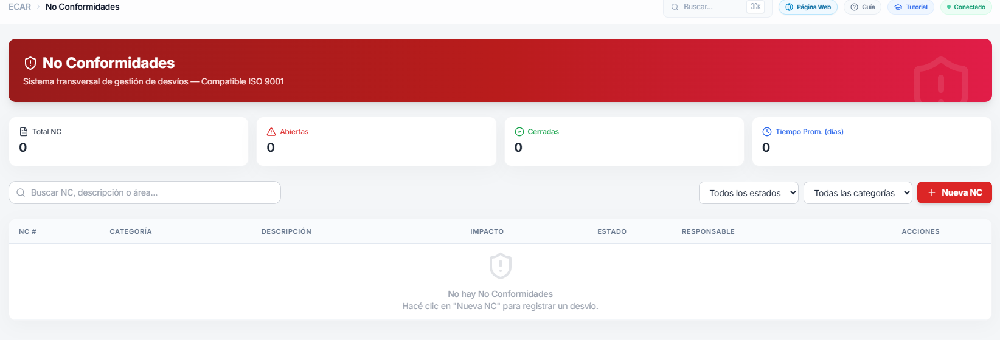 ECAR > No Conformidades
Buscar... ⌘K
Página Web
Guía
Tutorial
Conectado
No Conformidades
Sistema transversal de gestión de desvíos — Compatible ISO 9001
Total NC
0
Abiertas
0
Cerradas
0
Tiempo Prom. (días)
0
Buscar NC, descripción o área...
Todos los estados
Todas las categorías
+ Nueva NC
NC # CATEGORÍA DESCRIPCIÓN IMPACTO ESTADO RESPONSABLE ACCIONES
No hay No Conformidades
Hacé clic en "Nueva NC" para registrar un desvío.